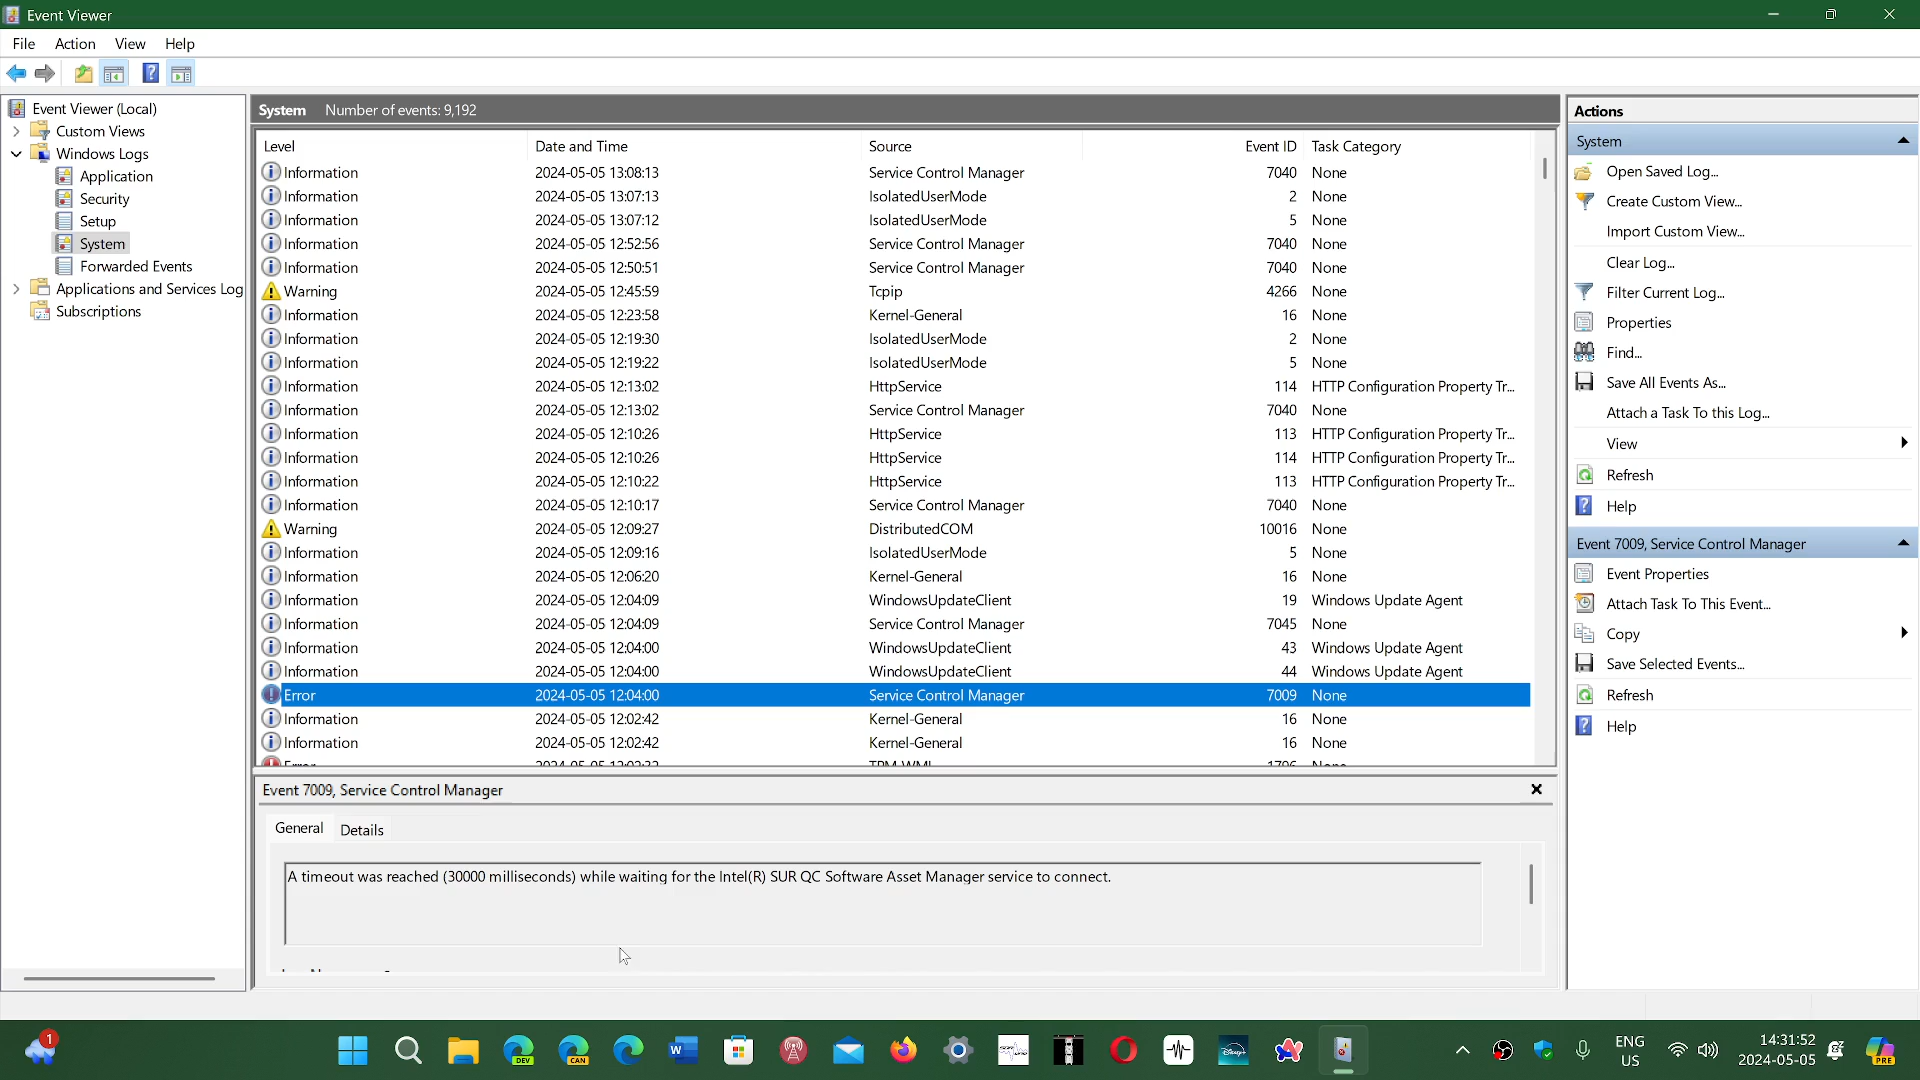 Event Viewer
File Action View Help
Event Viewer (Local)
Custom Views
Windows Logs
Application
Security
Setup
System
Forwarded Events
Applications and Services Log
Subscriptions
System Number of events: 9,192
Level Date and Time Source Event ID Task Category
Information 2024-05-05 13:08:13 Service Control Manager 7040 None
Information 2024-05-05 13:07:13 IsolatedUserMode 2 None
Information 2024-05-05 13:07:12 IsolatedUserMode 5 None
Information 2024-05-05 12:52:56 Service Control Manager 7040 None
Information 2024-05-05 12:50:51 Service Control Manager 7040 None
Warning 2024-05-05 12:45:59 Tcpip 4266 None
Information 2024-05-05 12:23:58 Kernel-General 16 None
Information 2024-05-05 12:19:30 IsolatedUserMode 2 None
Information 2024-05-05 12:19:22 IsolatedUserMode 5 None
Information 2024-05-05 12:13:02 HttpService 114 HTTP Configuration Property Tr...
Information 2024-05-05 12:13:02 Service Control Manager 7040 None
Information 2024-05-05 12:10:26 HttpService 113 HTTP Configuration Property Tr...
Information 2024-05-05 12:10:26 HttpService 114 HTTP Configuration Property Tr...
Information 2024-05-05 12:10:22 HttpService 113 HTTP Configuration Property Tr...
Information 2024-05-05 12:10:17 Service Control Manager 7040 None
Warning 2024-05-05 12:09:27 DistributedCOM 10016 None
Information 2024-05-05 12:09:16 IsolatedUserMode 5 None
Information 2024-05-05 12:06:20 Kernel-General 16 None
Information 2024-05-05 12:04:09 WindowsUpdateClient 19 Windows Update Agent
Information 2024-05-05 12:04:09 Service Control Manager 7045 None
Information 2024-05-05 12:04:00 WindowsUpdateClient 43 Windows Update Agent
Information 2024-05-05 12:04:00 WindowsUpdateClient 44 Windows Update Agent
Error 2024-05-05 12:04:00 Service Control Manager 7009 None
Information 2024-05-05 12:02:42 Kernel-General 16 None
Information 2024-05-05 12:02:42 Kernel-General 16 None
Event 7009, Service Control Manager
General Details
A timeout was reached (30000 milliseconds) while waiting for the Intel(R) SUR QC Software Asset Manager service to connect.
Actions
System
Open Saved Log...
Create Custom View...
Import Custom View...
Clear Log...
Filter Current Log...
Properties
Find...
Save All Events As...
Attach a Task To this Log...
View
Refresh
Help
Event 7009, Service Control Manager
Event Properties
Attach Task To This Event...
Copy
Save Selected Events...
Refresh
Help
1
DEV
CAN
Disney+
ENG
US
14:31:52
2024-05-05
PRE